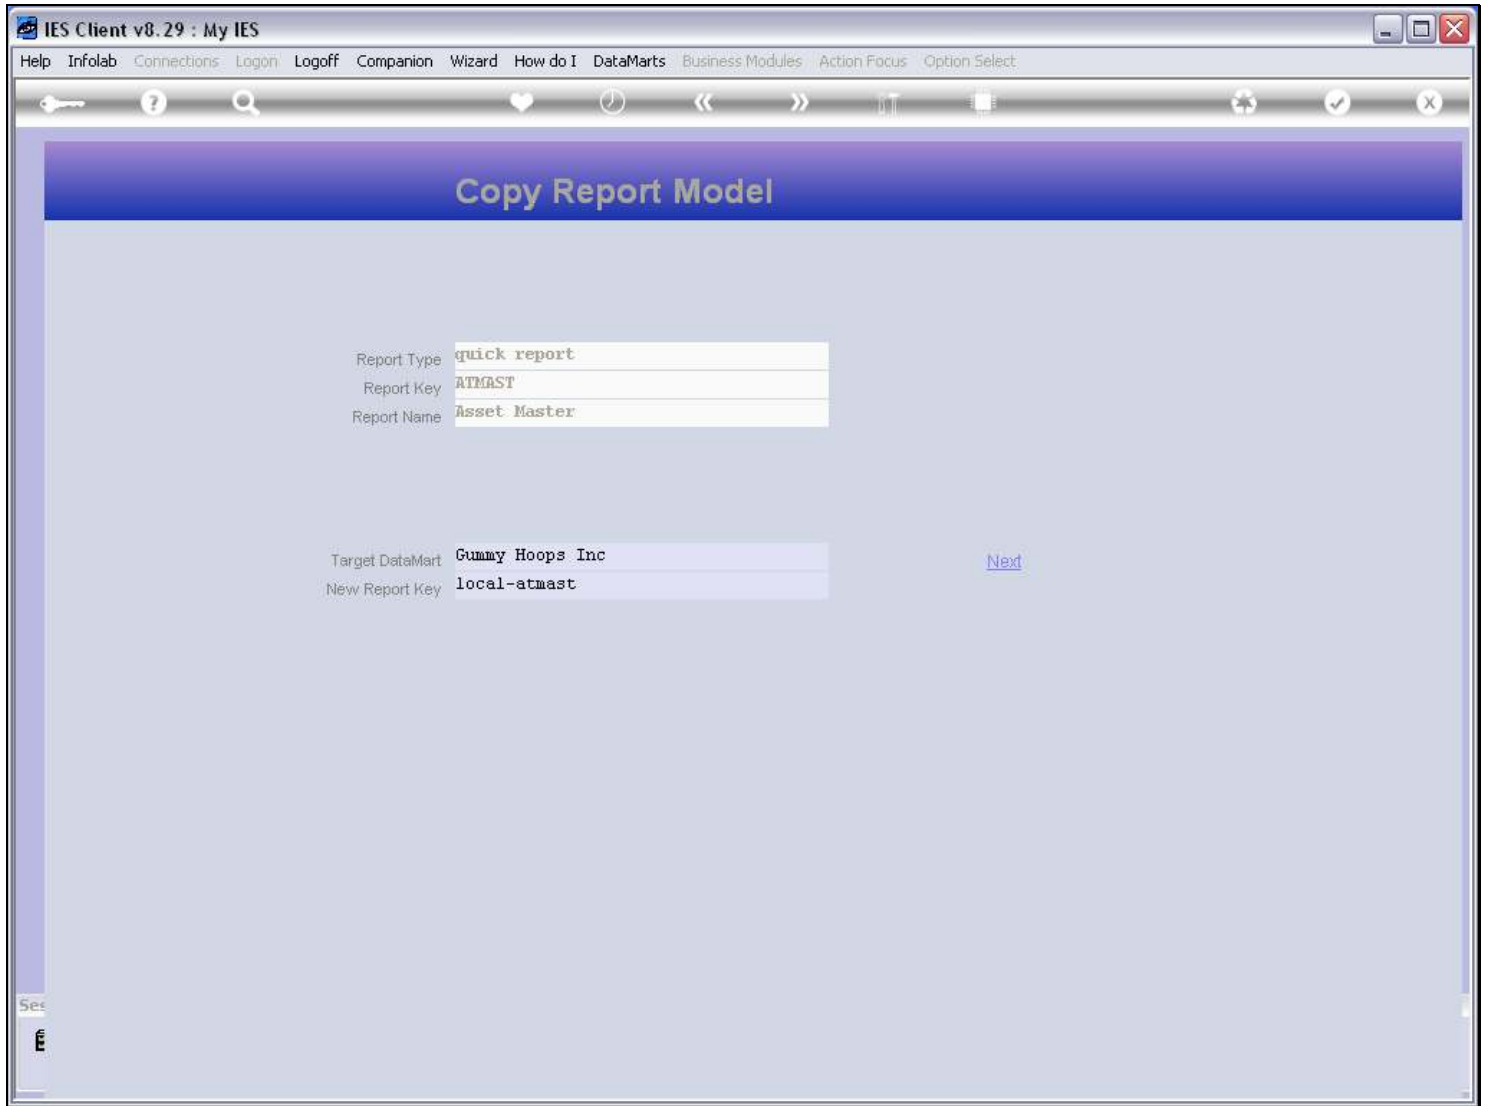 IES Client v8.29 : My IES
Help Infolab Connections Logon Logoff Companion Wizard How do I DataMarts Business Modules Action Focus Option Select
Copy Report Model
Report Type quick report
Report Key ATMAST
Report Name Asset Master
Target DataMart Gummy Hoops Inc Next
New Report Key local-atmast
Ses